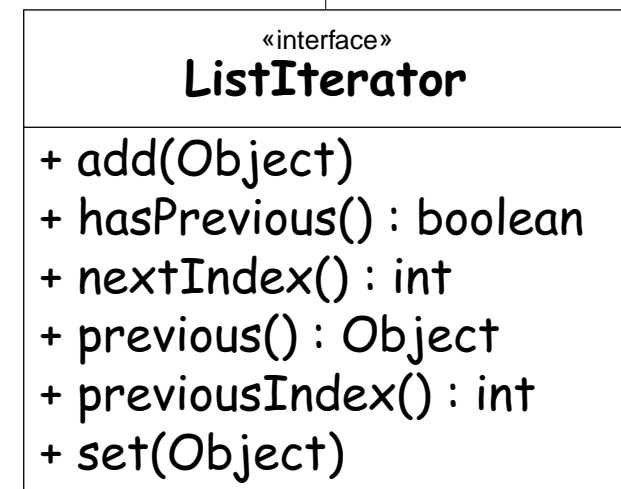 «interface»
ListIterator
+ add(Object)
+ hasPrevious() : boolean
+ nextIndex() : int
+ previous() : Object
+ previousIndex() : int
+ set(Object)